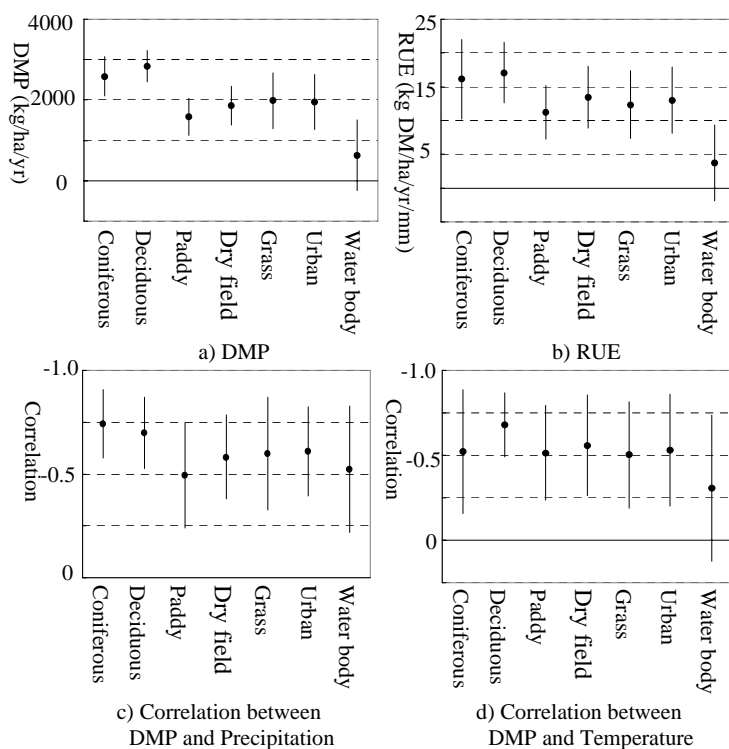 4000
2000
0
DMP (kg/ha/yr)
Coniferous
Deciduous
Paddy
Dry field
Grass
Urban
Water body
a) DMP
25
15
5
RUE (kg DM/ha/yr/mm)
Coniferous
Deciduous
Paddy
Dry field
Grass
Urban
Water body
b) RUE
-1.0
-0.5
0
Correlation
Coniferous
Deciduous
Paddy
Dry field
Grass
Urban
Water body
c) Correlation between
DMP and Precipitation
-1.0
-0.5
0
Correlation
Coniferous
Deciduous
Paddy
Dry field
Grass
Urban
Water body
d) Correlation between
DMP and Temperature